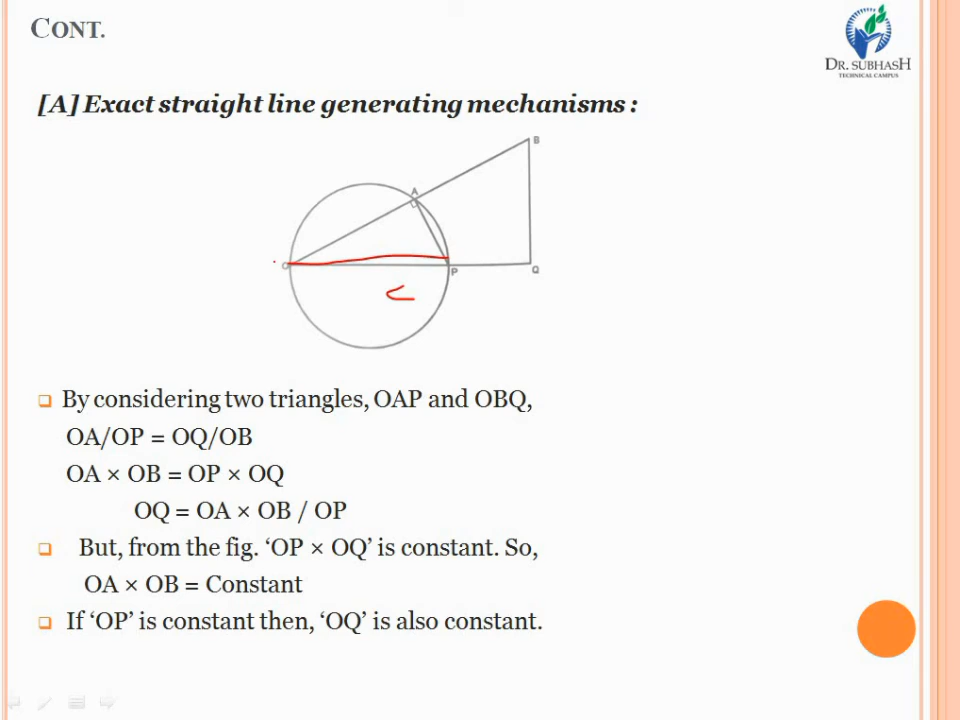 CONT.
DR. SUBHASH
TECHNICAL CAMPUS
[A] Exact straight line generating mechanisms :
B
A
O
P
Q
C
❑ By considering two triangles, OAP and OBQ,
OA/OP = OQ/OB
OA × OB = OP × OQ
OQ = OA × OB / OP
❑ But, from the fig. ‘OP × OQ’ is constant. So,
OA × OB = Constant
❑ If ‘OP’ is constant then, ‘OQ’ is also constant.